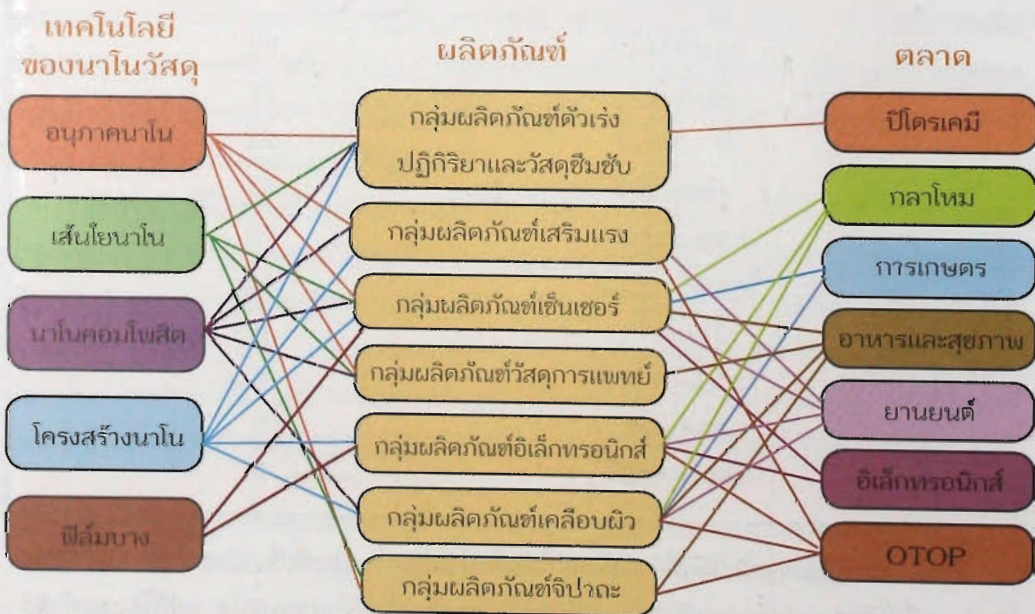 เทคโนโลยี
ของนาโนวัสดุ
ผลิตภัณฑ์
ตลาด
อนุภาคนาโน
เส้นใยนาโน
นาโนคอมโพสิต
โครงสร้างนาโน
ฟิล์มบาง
กลุ่มผลิตภัณฑ์ตัวเร่ง
ปฏิกิริยาและวัสดุซึมซับ
กลุ่มผลิตภัณฑ์เสริมแรง
กลุ่มผลิตภัณฑ์เซ็นเซอร์
กลุ่มผลิตภัณฑ์วัสดุการแพทย์
กลุ่มผลิตภัณฑ์อิเล็กทรอนิกส์
กลุ่มผลิตภัณฑ์เคลือบผิว
กลุ่มผลิตภัณฑ์จิปาถะ
ปิโตรเคมี
กลาโหม
การเกษตร
อาหารและสุขภาพ
ยานยนต์
อิเล็กทรอนิกส์
OTOP